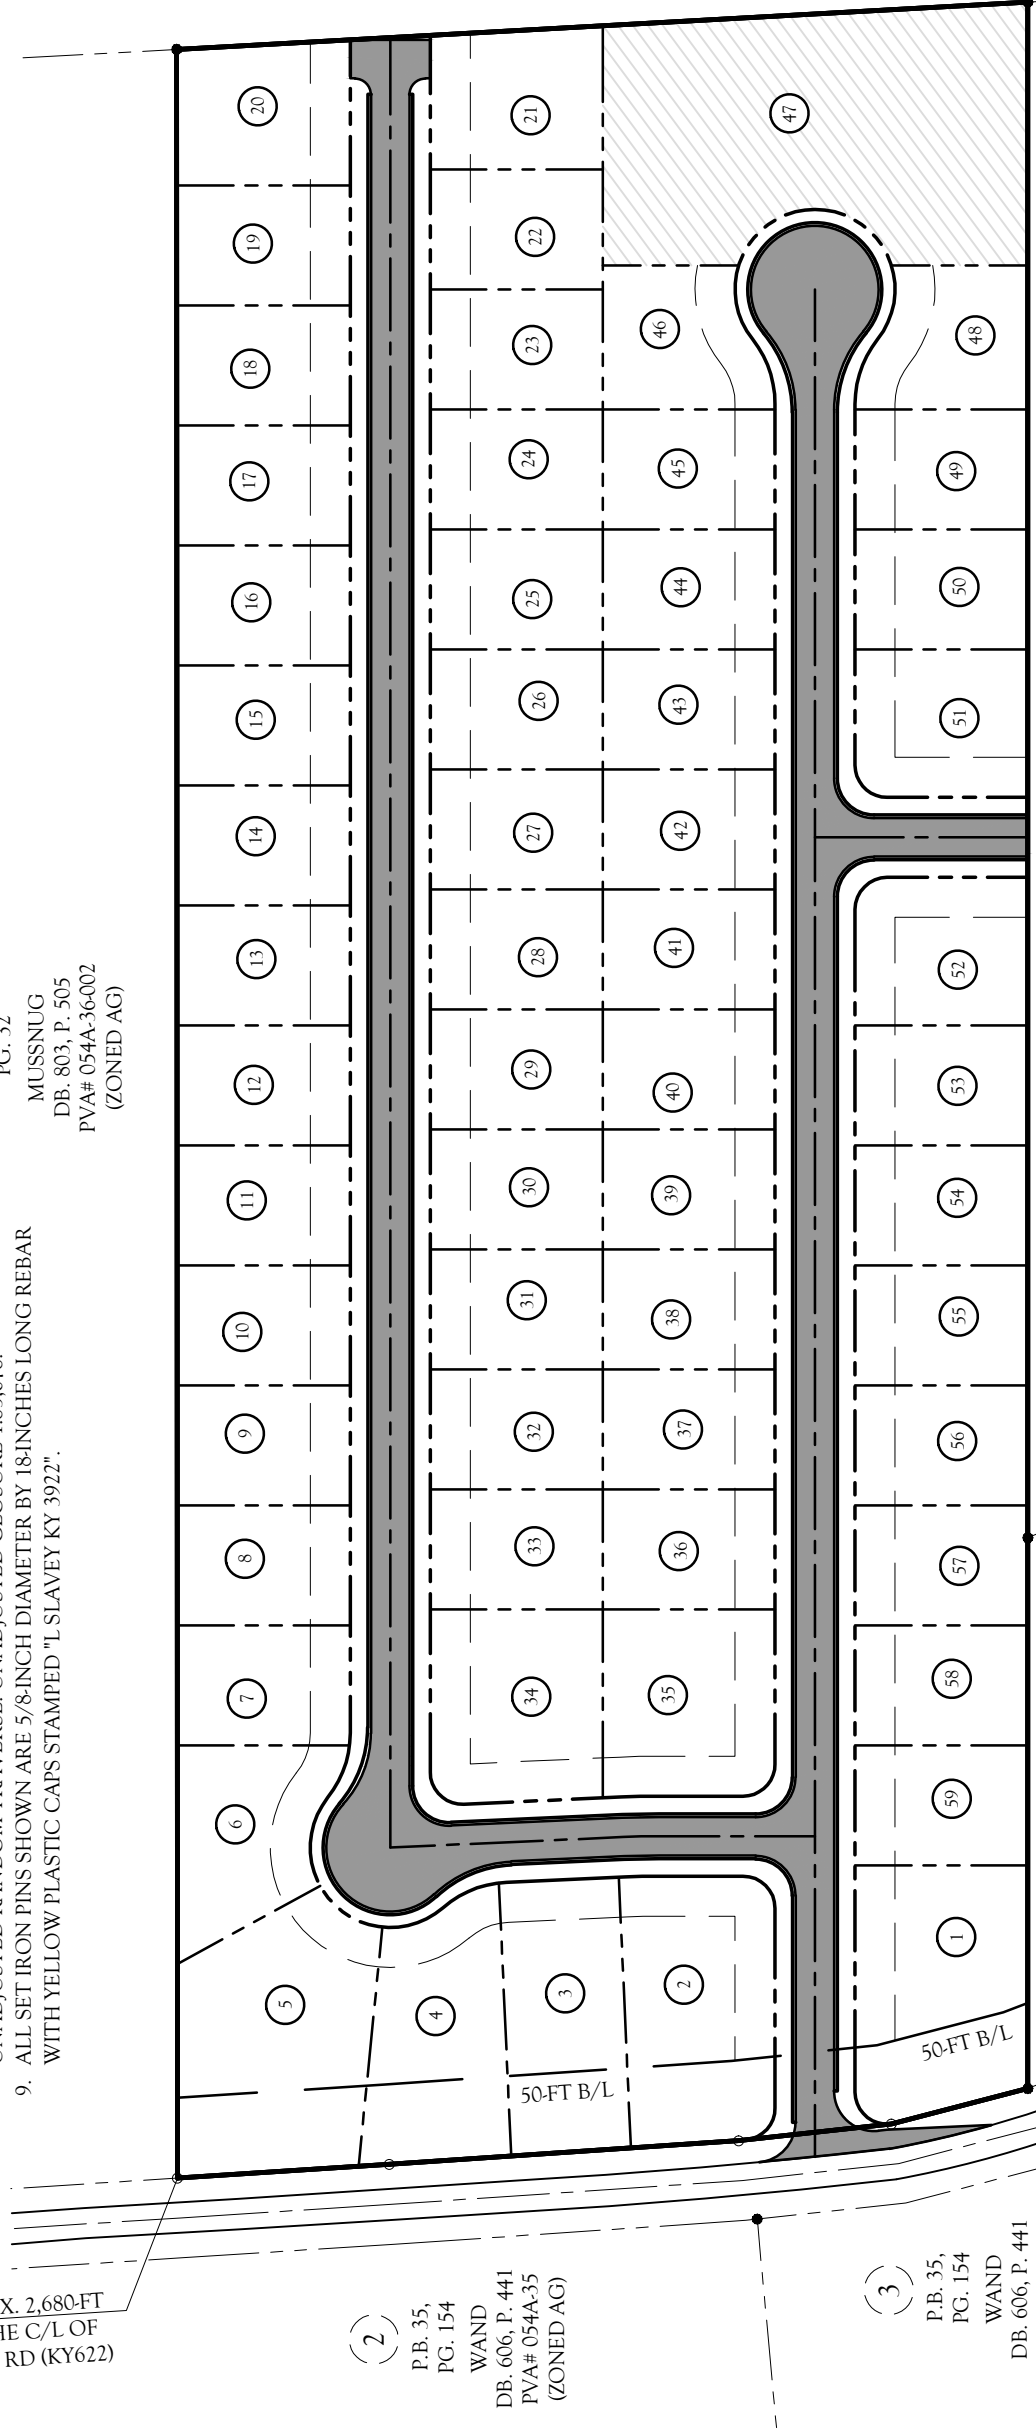 PG. 32
MUSSNUG
DB. 803, P. 505
PVA# 054A-36-002
(ZONED AG)
9. ALL SET IRON PINS SHOWN ARE 5/8-INCH DIAMETER BY 18-INCHES LONG REBAR
WITH YELLOW PLASTIC CAPS STAMPED "L SLAVEY KY 3922".
20
19
18
17
16
15
14
13
12
11
10
9
8
7
6
5
4
3
2
21
22
23
24
25
26
27
28
29
30
31
32
33
34
47
46
45
44
43
42
41
40
39
38
37
36
35
48
49
50
51
52
53
54
55
56
57
58
59
1
50-FT B/L
50-FT B/L
X. 2,680-FT
HE C/L OF
RD (KY622)
2
P.B. 35,
PG. 154
WAND
DB. 606, P. 441
PVA# 054A-35
(ZONED AG)
3
P.B. 35,
PG. 154
WAND
DB. 606, P. 441